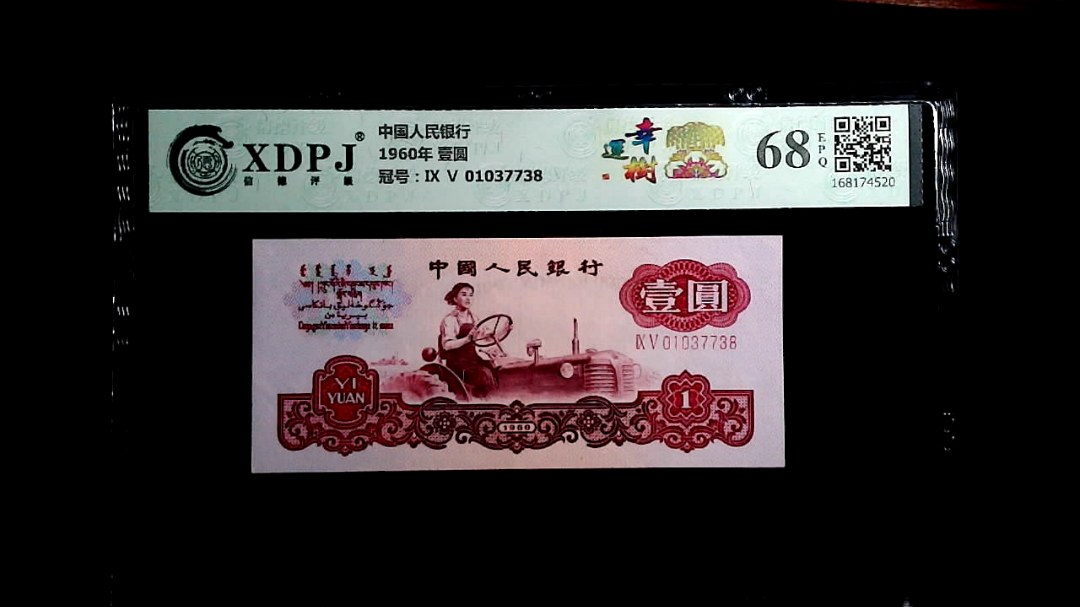 XDPJ®
信德评级
中国人民银行
1960年 壹圆
冠号：IX V 01037738
幸
运
树
68
EPQ
168174520
中國人民銀行
壹圓
IX V 01037738
YI
YUAN
1960
1